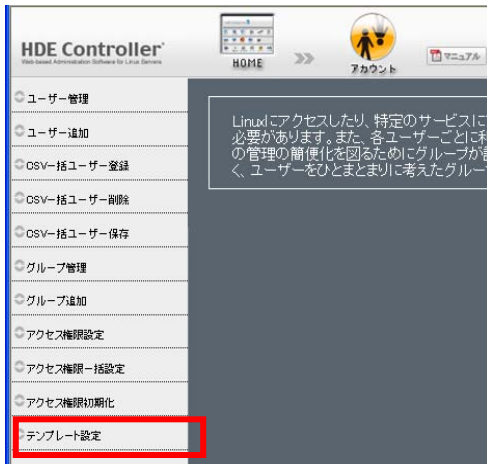 HDE Controller
Web based Administration Software for Linux Servers
HOME
アカウント
マニュアル
ユーザー管理
ユーザー追加
CSV一括ユーザー登録
CSV一括ユーザー削除
CSV一括ユーザー保存
グループ管理
グループ追加
アクセス権限設定
アクセス権限一括設定
アクセス権限初期化
テンプレート設定
Linuxにアクセスしたり、特定のサービスに
必要があります。また、各ユーザーごとに利
の管理の簡便化を図るためにグループが
く、ユーザーをひとまとまりに考えたグルー